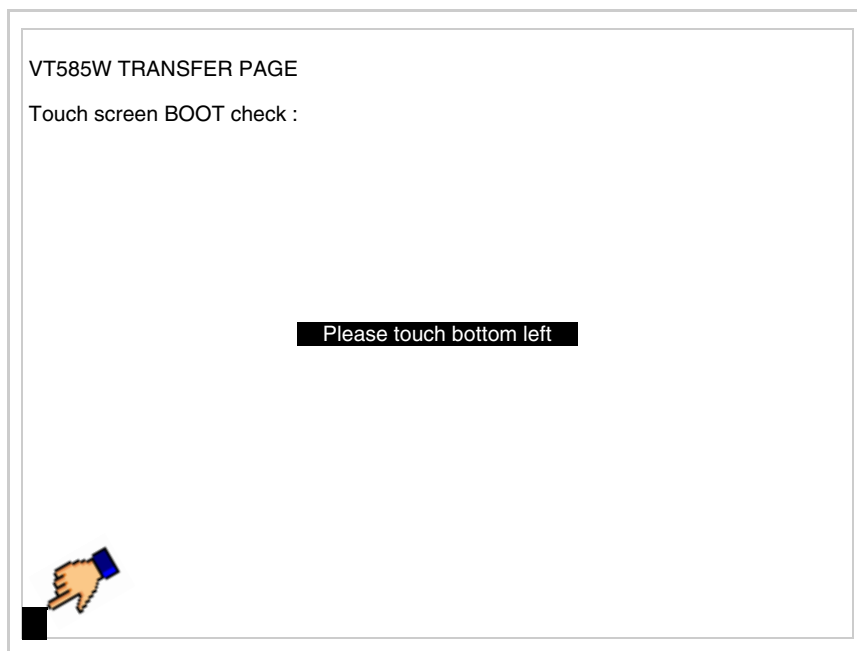 VT585W TRANSFER PAGE
Touch screen BOOT check :
Please touch bottom left